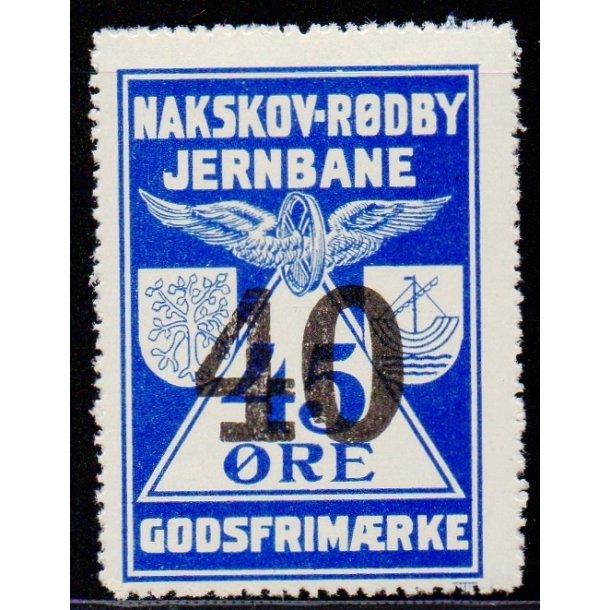 NAKSKOV-RØDBY
JERNBANE
40
45
ØRE
GODSFRIMÆRKE